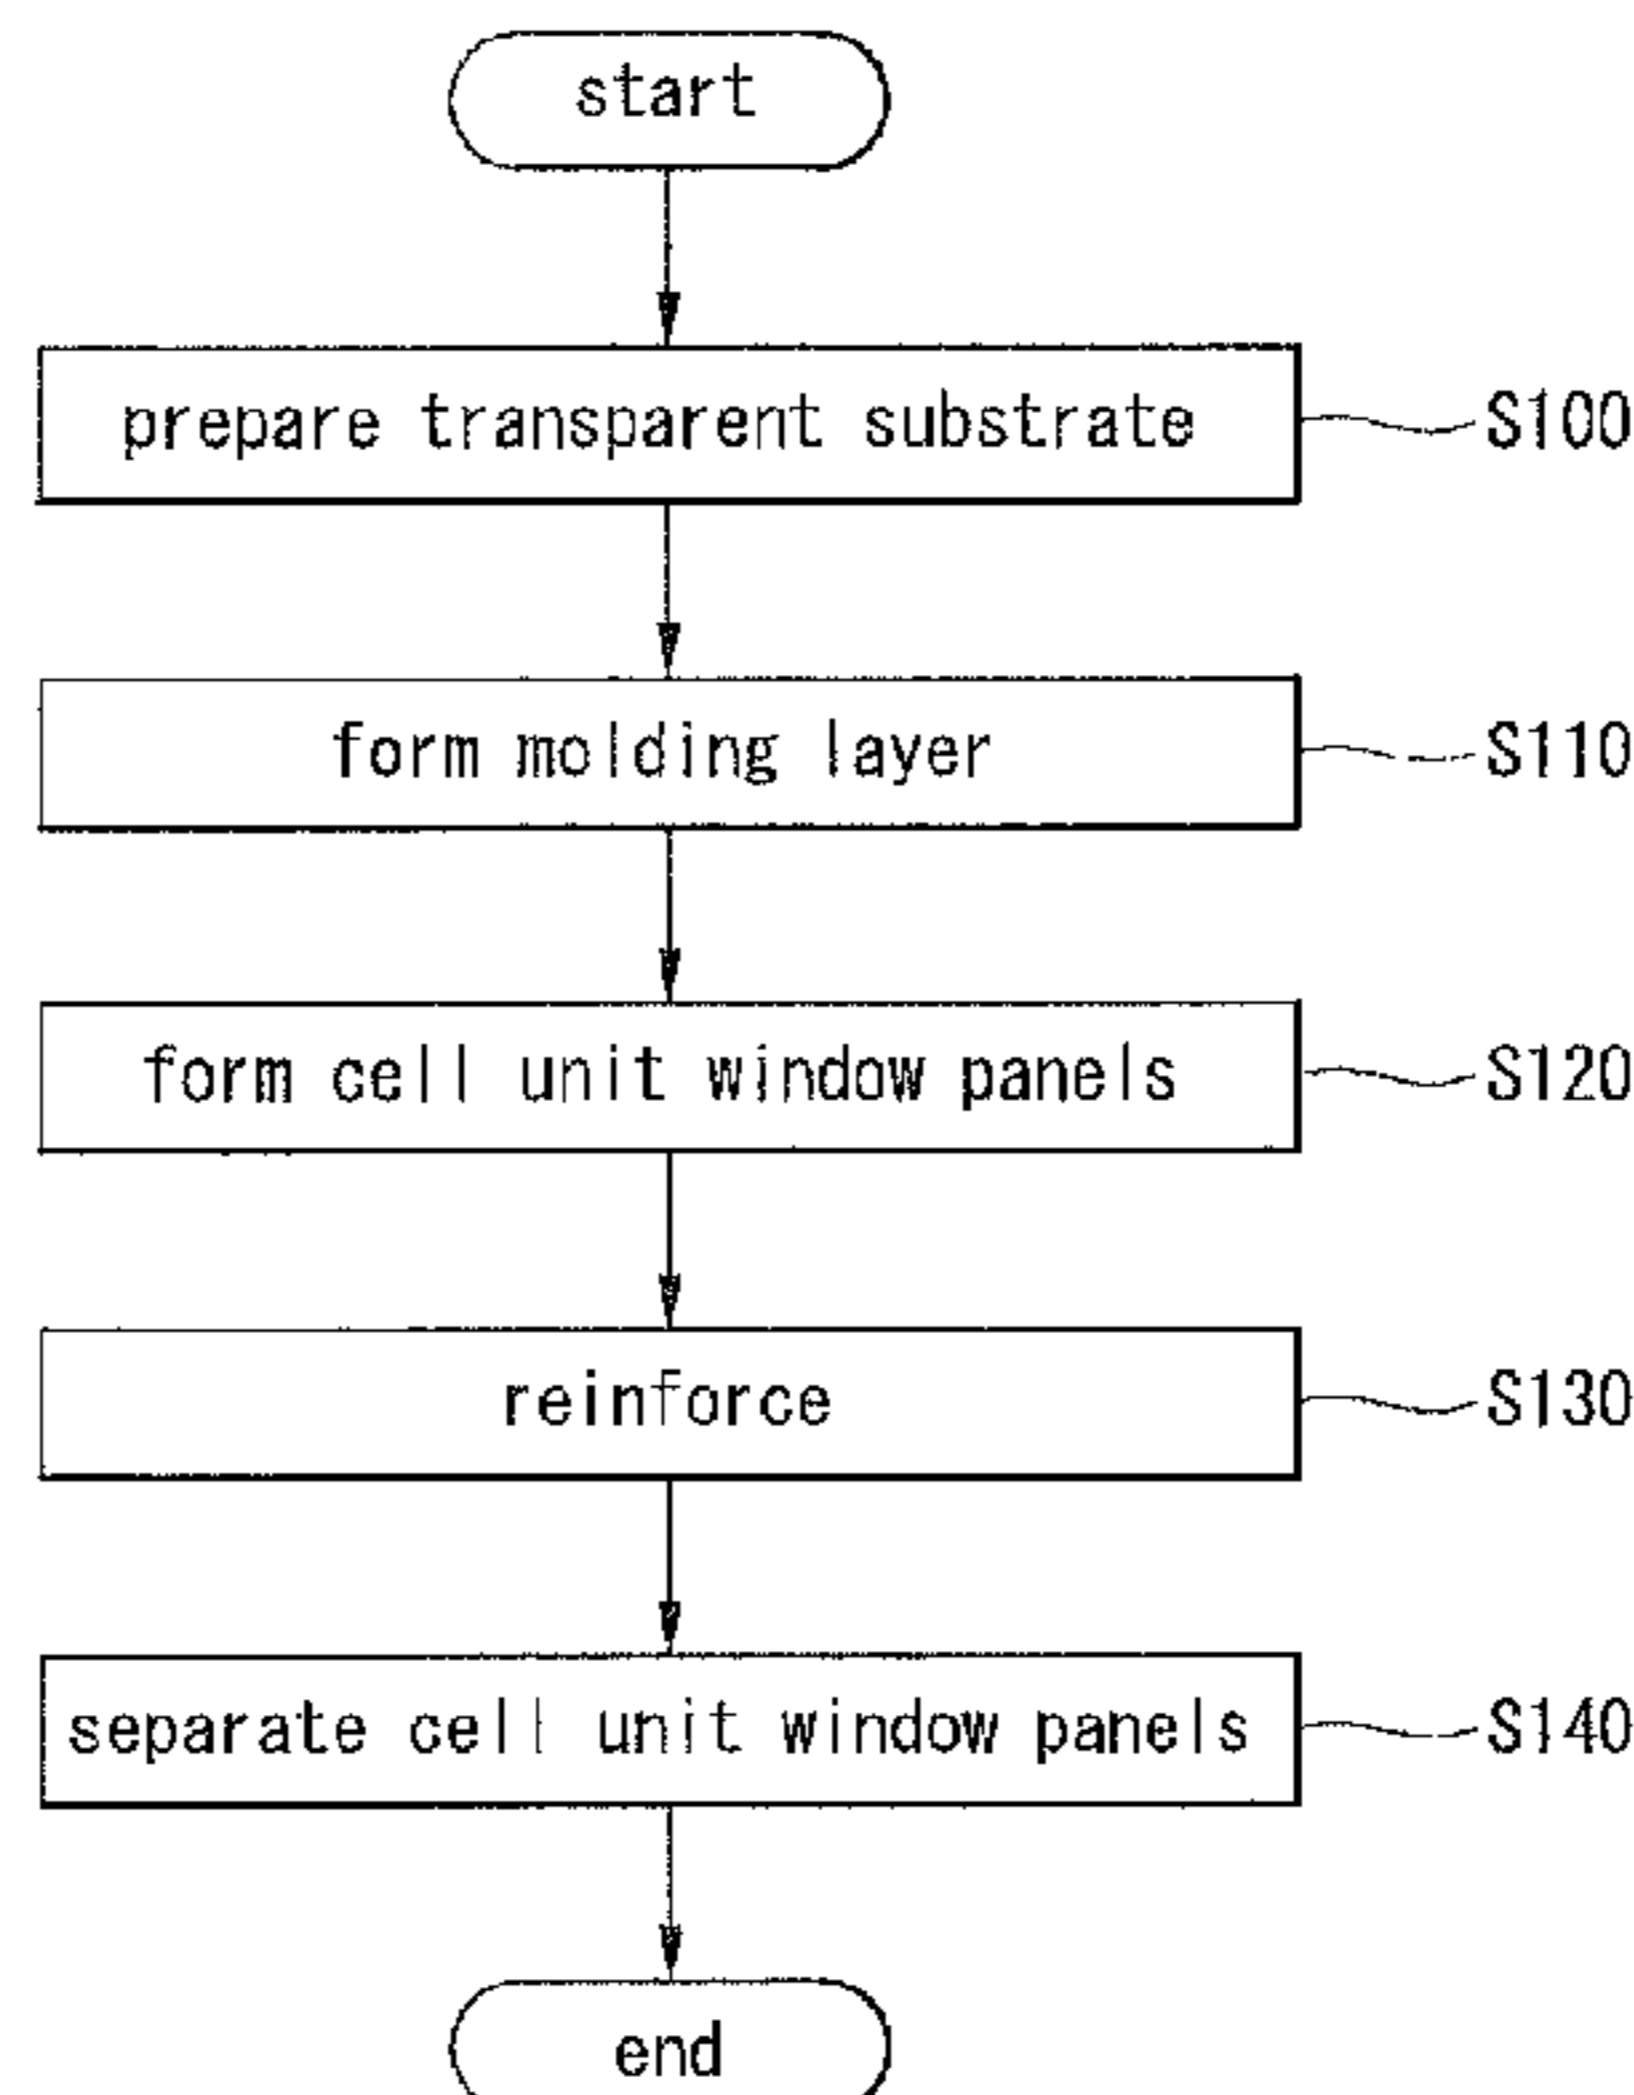 start
prepare transparent substrate S100
form molding layer S110
form cell unit window panels S120
reinforce S130
separate cell unit window panels S140
end